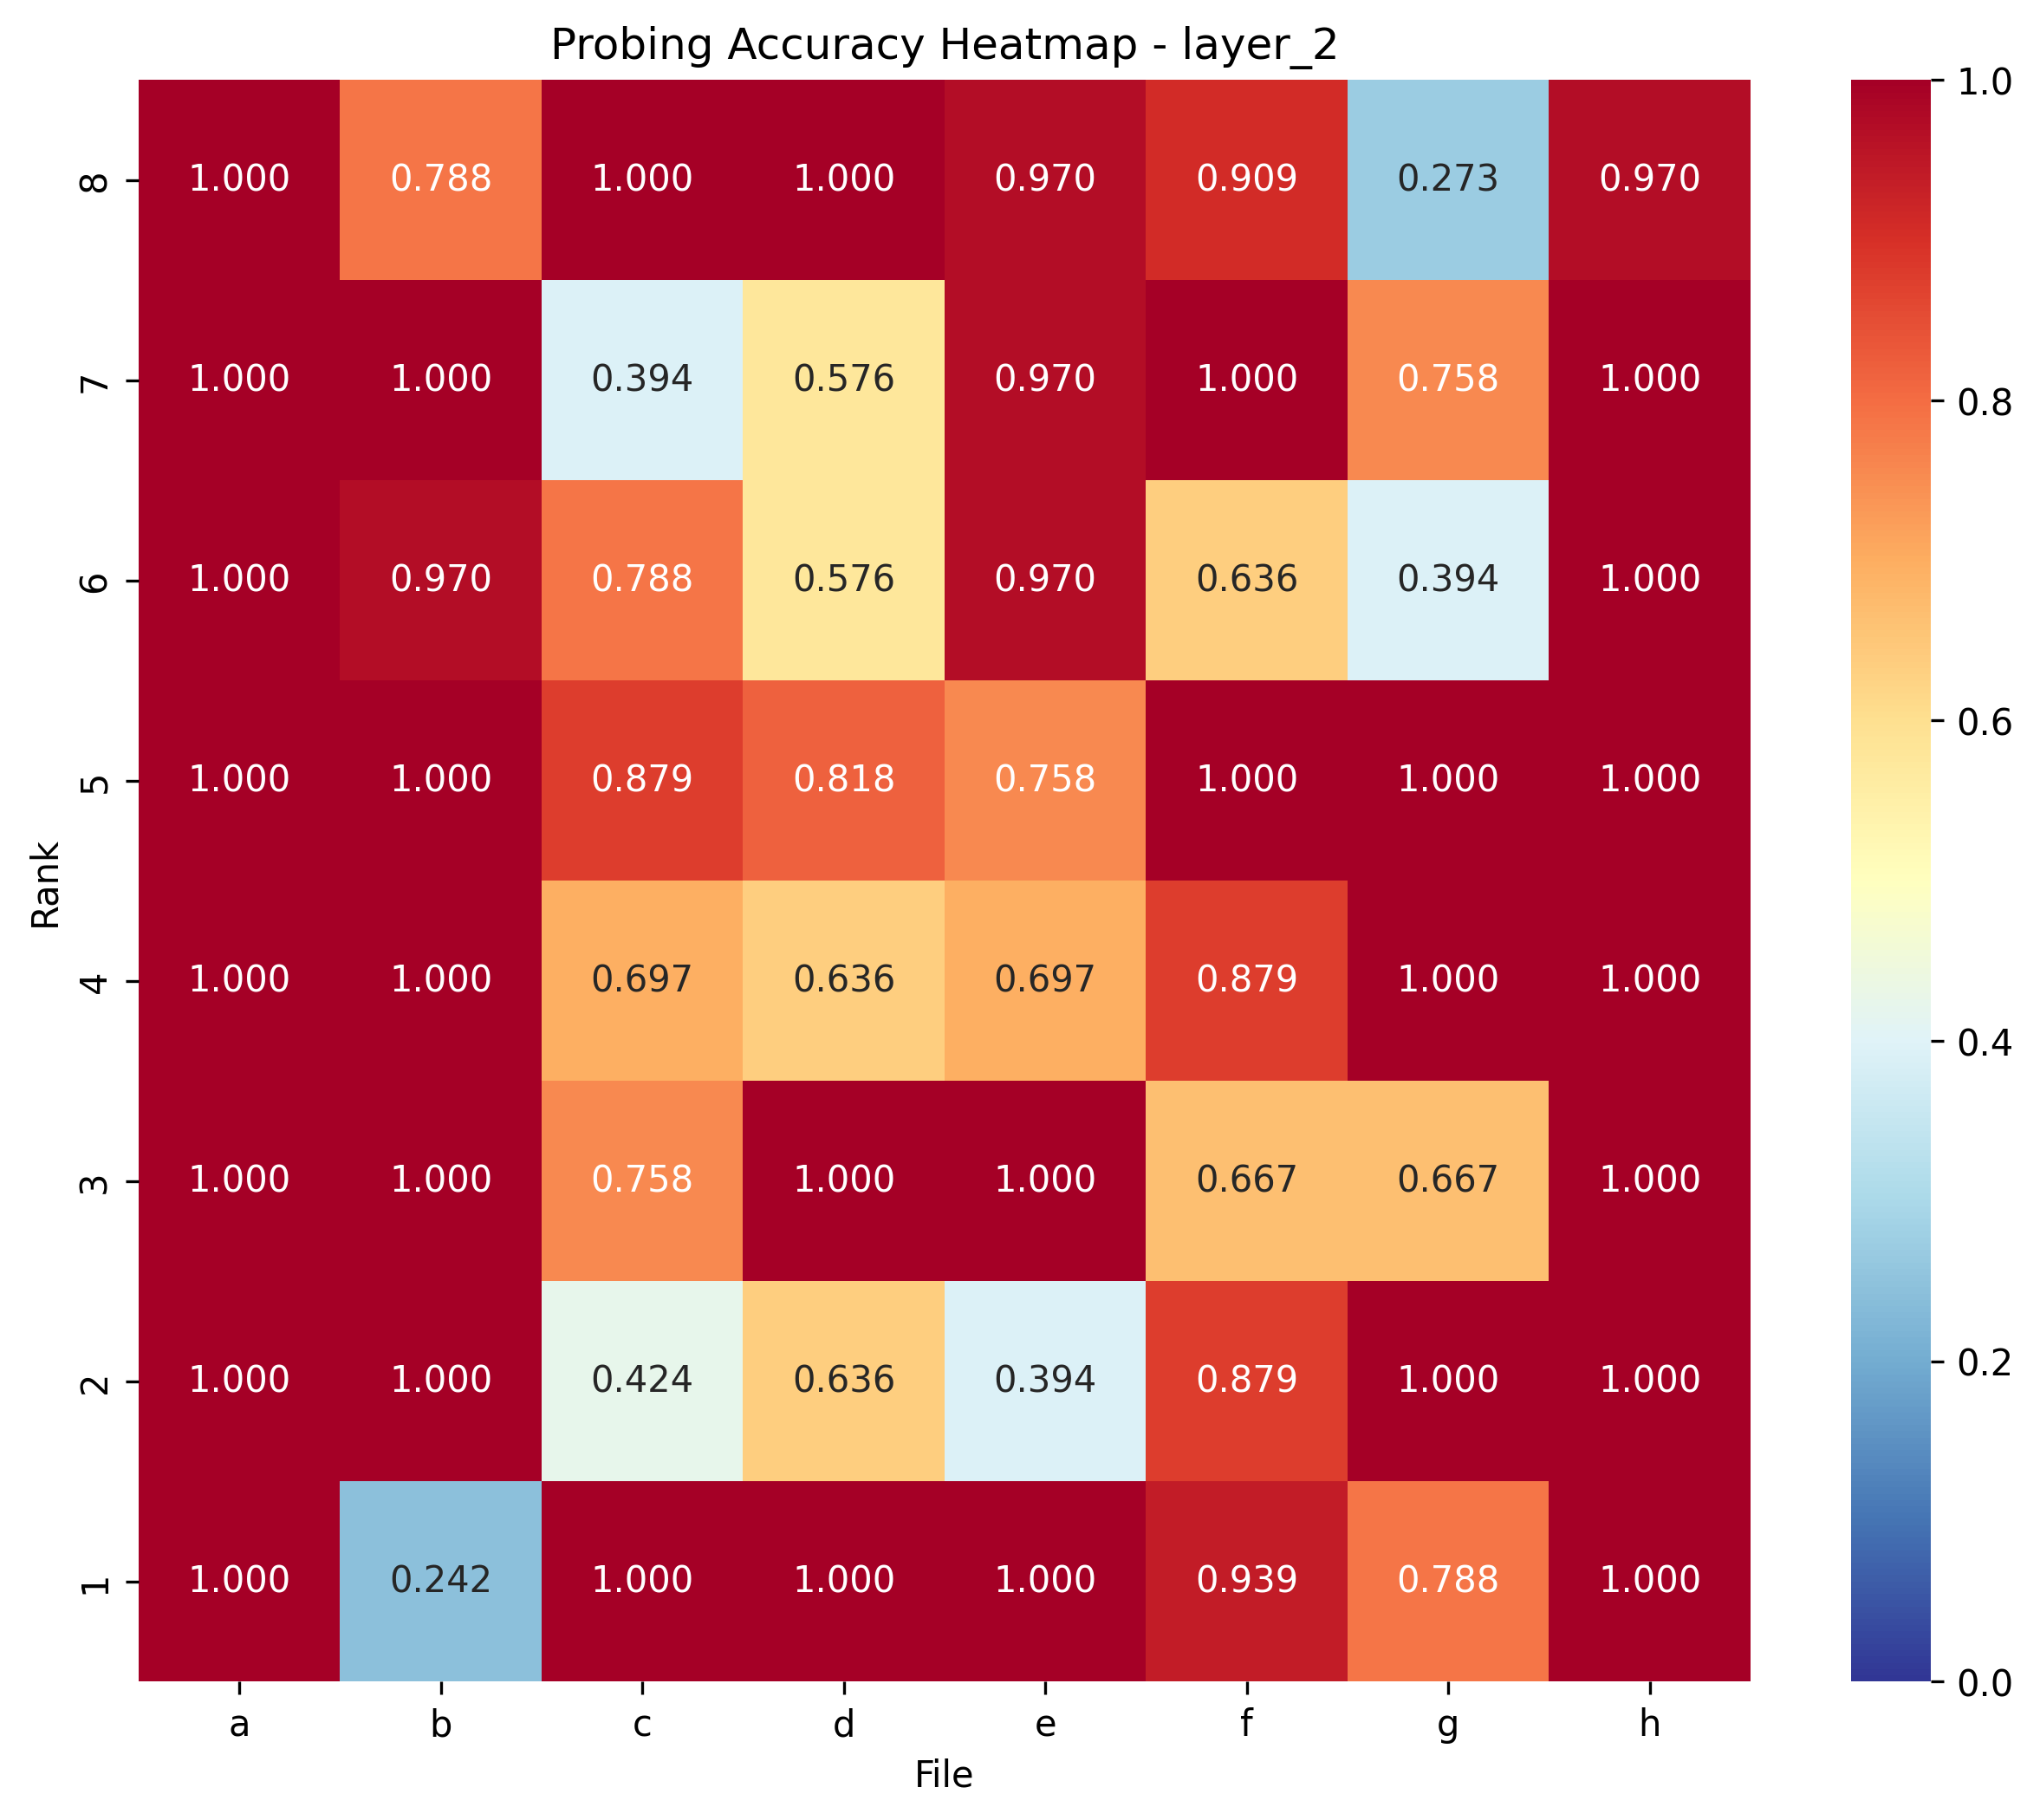 Probing Accuracy Heatmap - layer_2
8 1.000 0.788 1.000 1.000 0.970 0.909 0.273 0.970
7 1.000 1.000 0.394 0.576 0.970 1.000 0.758 1.000
6 1.000 0.970 0.788 0.576 0.970 0.636 0.394 1.000
5 1.000 1.000 0.879 0.818 0.758 1.000 1.000 1.000
4 1.000 1.000 0.697 0.636 0.697 0.879 1.000 1.000
3 1.000 1.000 0.758 1.000 1.000 0.667 0.667 1.000
2 1.000 1.000 0.424 0.636 0.394 0.879 1.000 1.000
1 1.000 0.242 1.000 1.000 1.000 0.939 0.788 1.000
a b c d e f g h
File
Rank
1.0
0.8
0.6
0.4
0.2
0.0